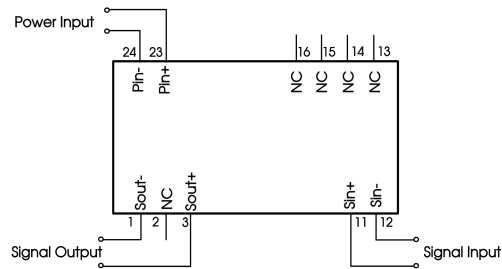 Power Input
24 23 16 15 14 13
Pin- Pin+ NC NC NC NC
Sout- NC Sout+ Sin+ Sin-
1 2 3 11 12
Signal Output Signal Input